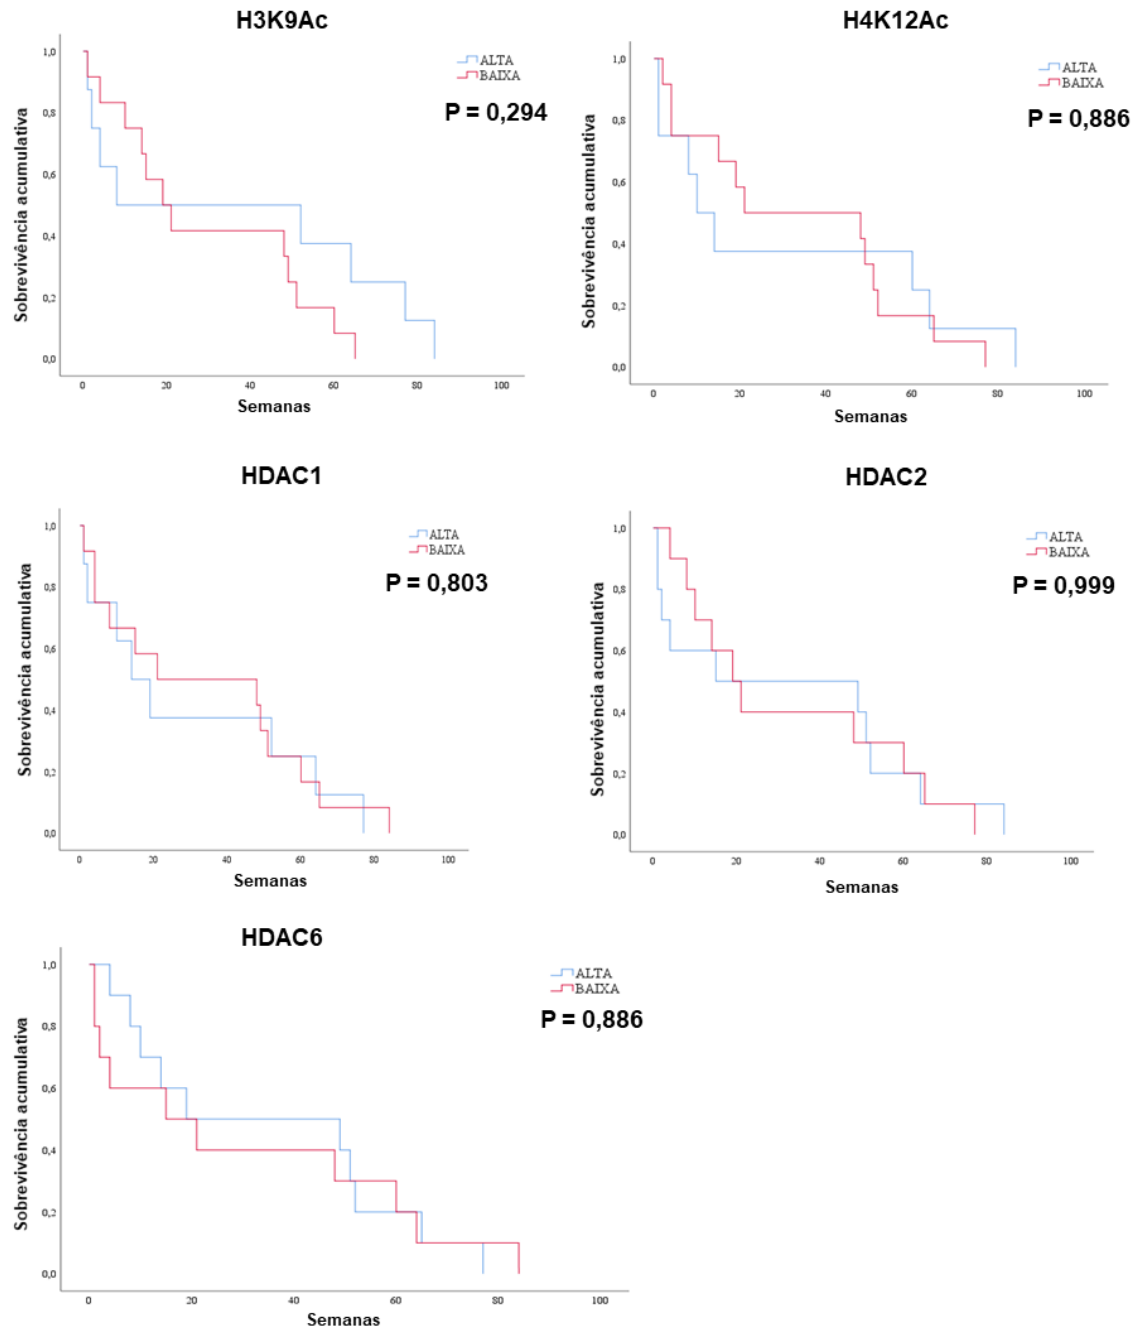 H3K9Ac
ALTA
BAIXA
P = 0,294
Sobrevivência acumulativa
1,0
0,8
0,6
0,4
0,2
0,0
0 20 40 60 80 100
Semanas
H4K12Ac
ALTA
BAIXA
P = 0,886
Sobrevivência acumulativa
1,0
0,8
0,6
0,4
0,2
0,0
0 20 40 60 80 100
Semanas
HDAC1
ALTA
BAIXA
P = 0,803
Sobrevivência acumulativa
1,0
0,8
0,6
0,4
0,2
0,0
0 20 40 60 80 100
Semanas
HDAC2
ALTA
BAIXA
P = 0,999
Sobrevivência acumulativa
1,0
0,8
0,6
0,4
0,2
0,0
0 20 40 60 80 100
Semanas
HDAC6
ALTA
BAIXA
P = 0,886
Sobrevivência acumulativa
1,0
0,8
0,6
0,4
0,2
0,0
0 20 40 60 80 100
Semanas